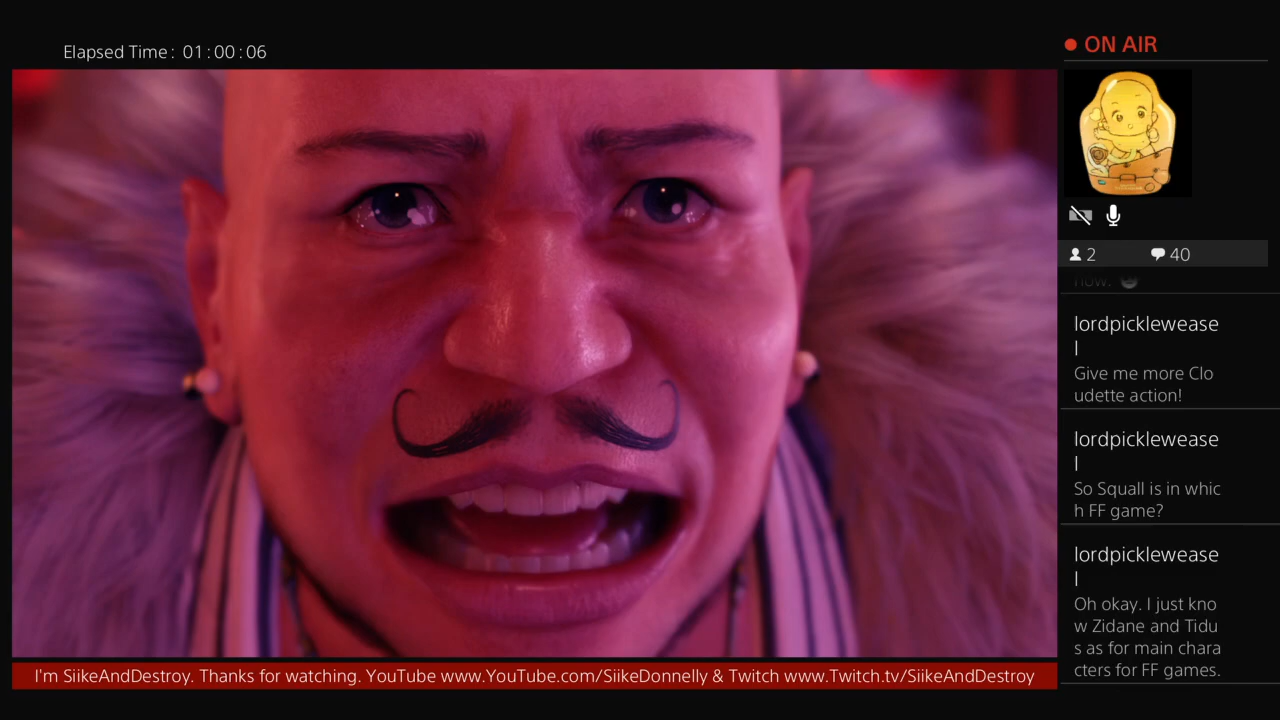 Elapsed Time: 01:00:06
ON AIR
2 40
now.
lordpicklewease
l
Give me more Clo
udette action!
lordpicklewease
l
So Squall is in whic
h FF game?
lordpicklewease
l
Oh okay. I just kno
w Zidane and Tidu
s as for main chara
cters for FF games.
I'm SiikeAndDestroy. Thanks for watching. YouTube www.YouTube.com/SiikeDonnelly & Twitch www.Twitch.tv/SiikeAndDestroy